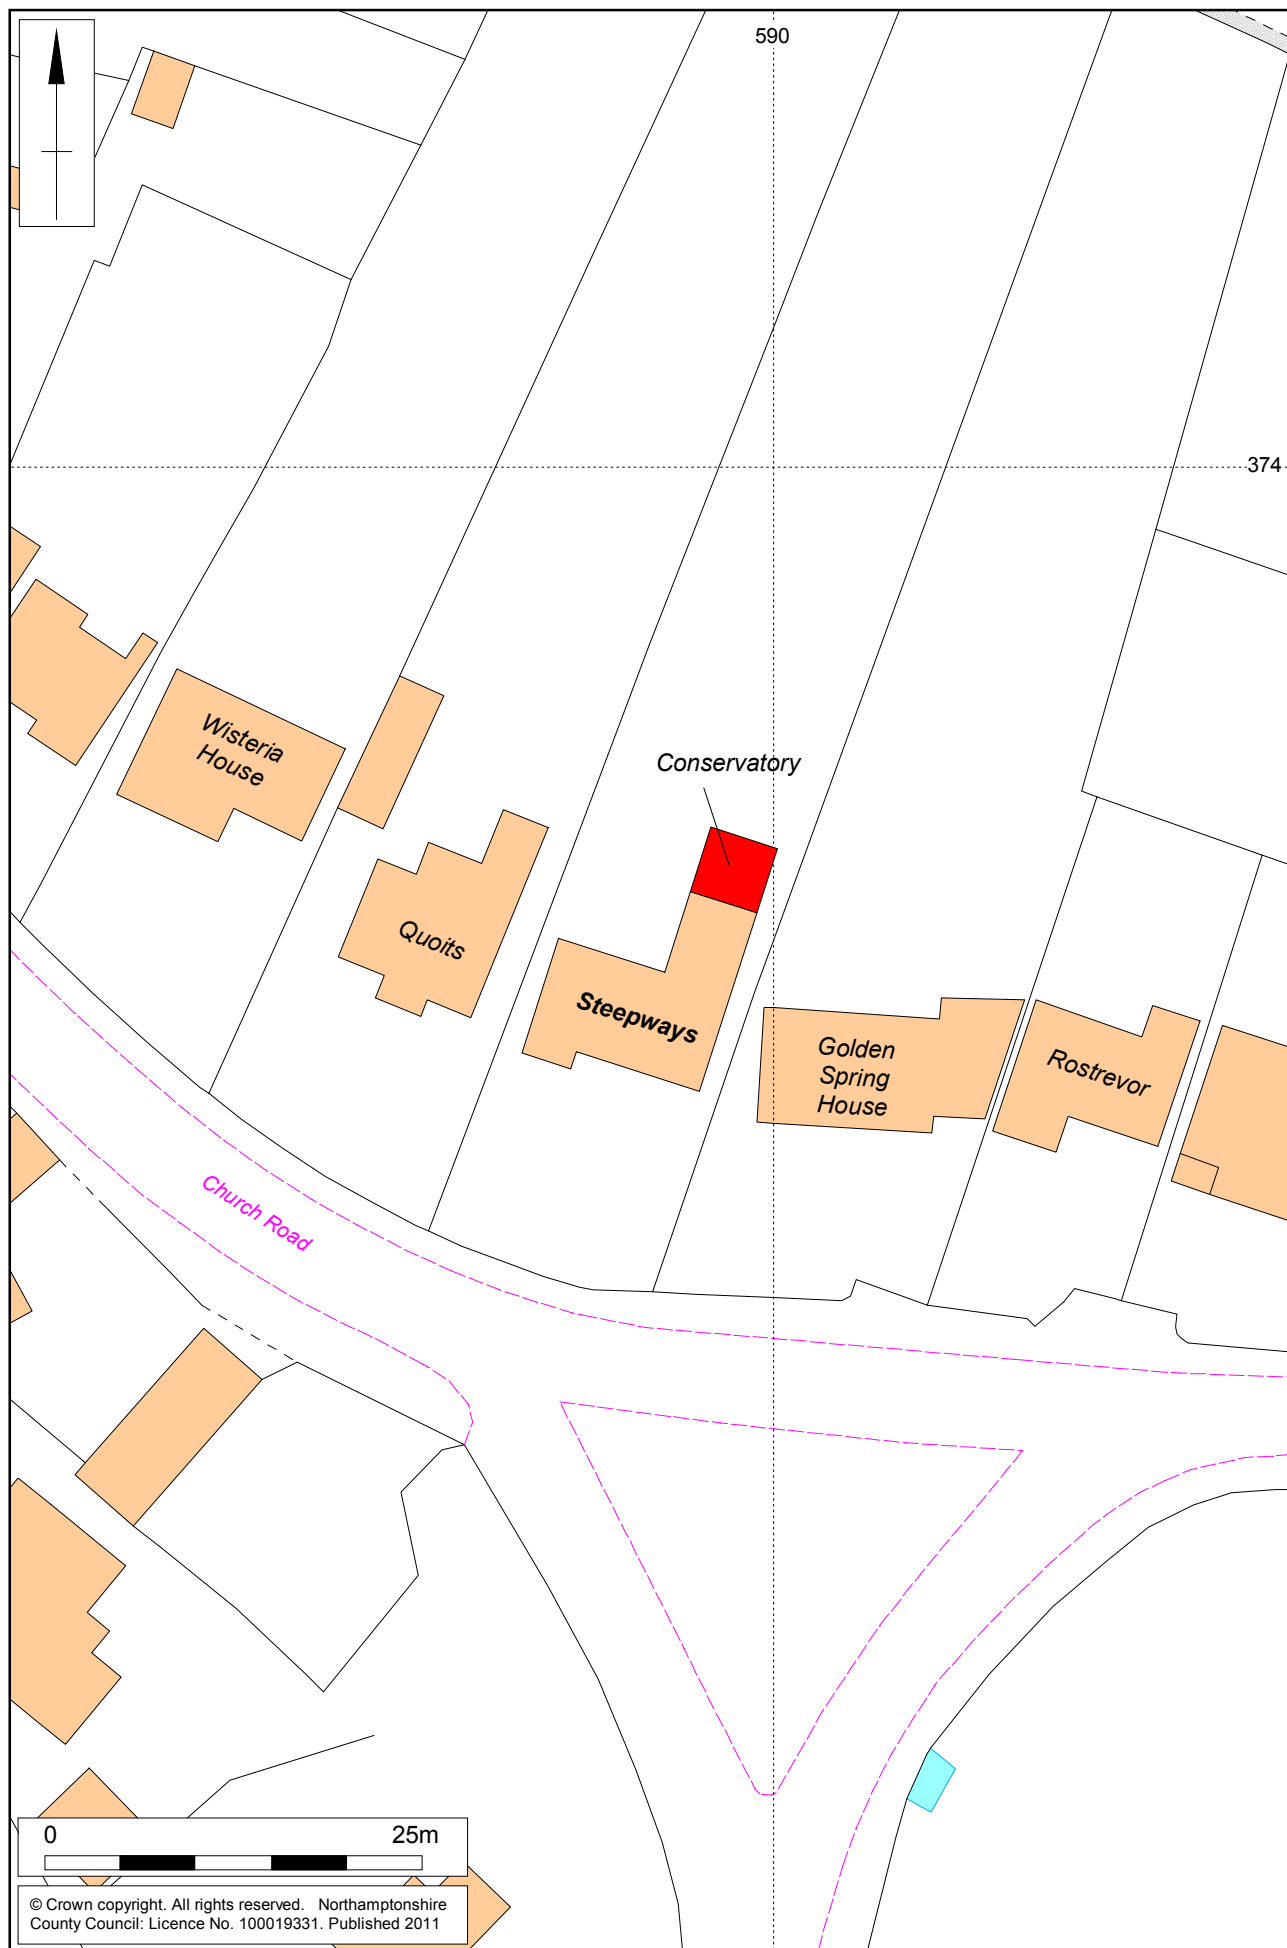 590
374
Wisteria
House
Conservatory
Quoits
Steepways
Golden
Spring
House
Rostrevor
Church Road
0 25m
© Crown copyright. All rights reserved. Northamptonshire
County Council: Licence No. 100019331. Published 2011